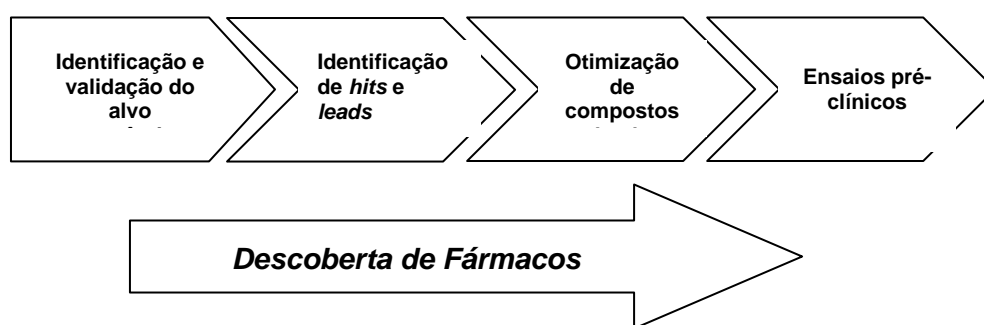 Identificação e
validação do
alvo
Identificação
de hits e
leads
Otimização
de
compostos
Ensaios pré-
clínicos
Descoberta de Fármacos